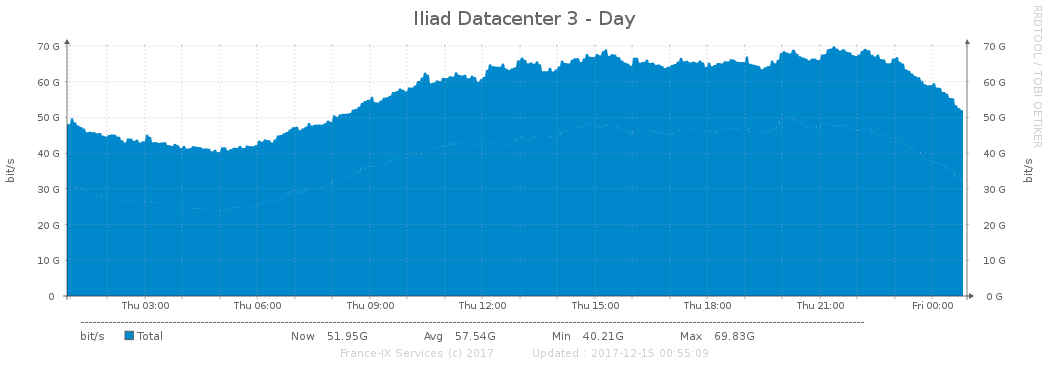 Iliad Datacenter 3 - Day
RRDTOOL / TOBI OETIKER
70 G 70 G
60 G 60 G
50 G 50 G
40 G 40 G
30 G 30 G
20 G 20 G
10 G 10 G
0 0 G
bit/s bit/s
Thu 03:00 Thu 06:00 Thu 09:00 Thu 12:00 Thu 15:00 Thu 18:00 Thu 21:00 Fri 00:00
bit/s Total Now 51.95G Avg 57.54G Min 40.21G Max 69.83G
France-IX Services (c) 2017 Updated : 2017-12-15 00:55:09